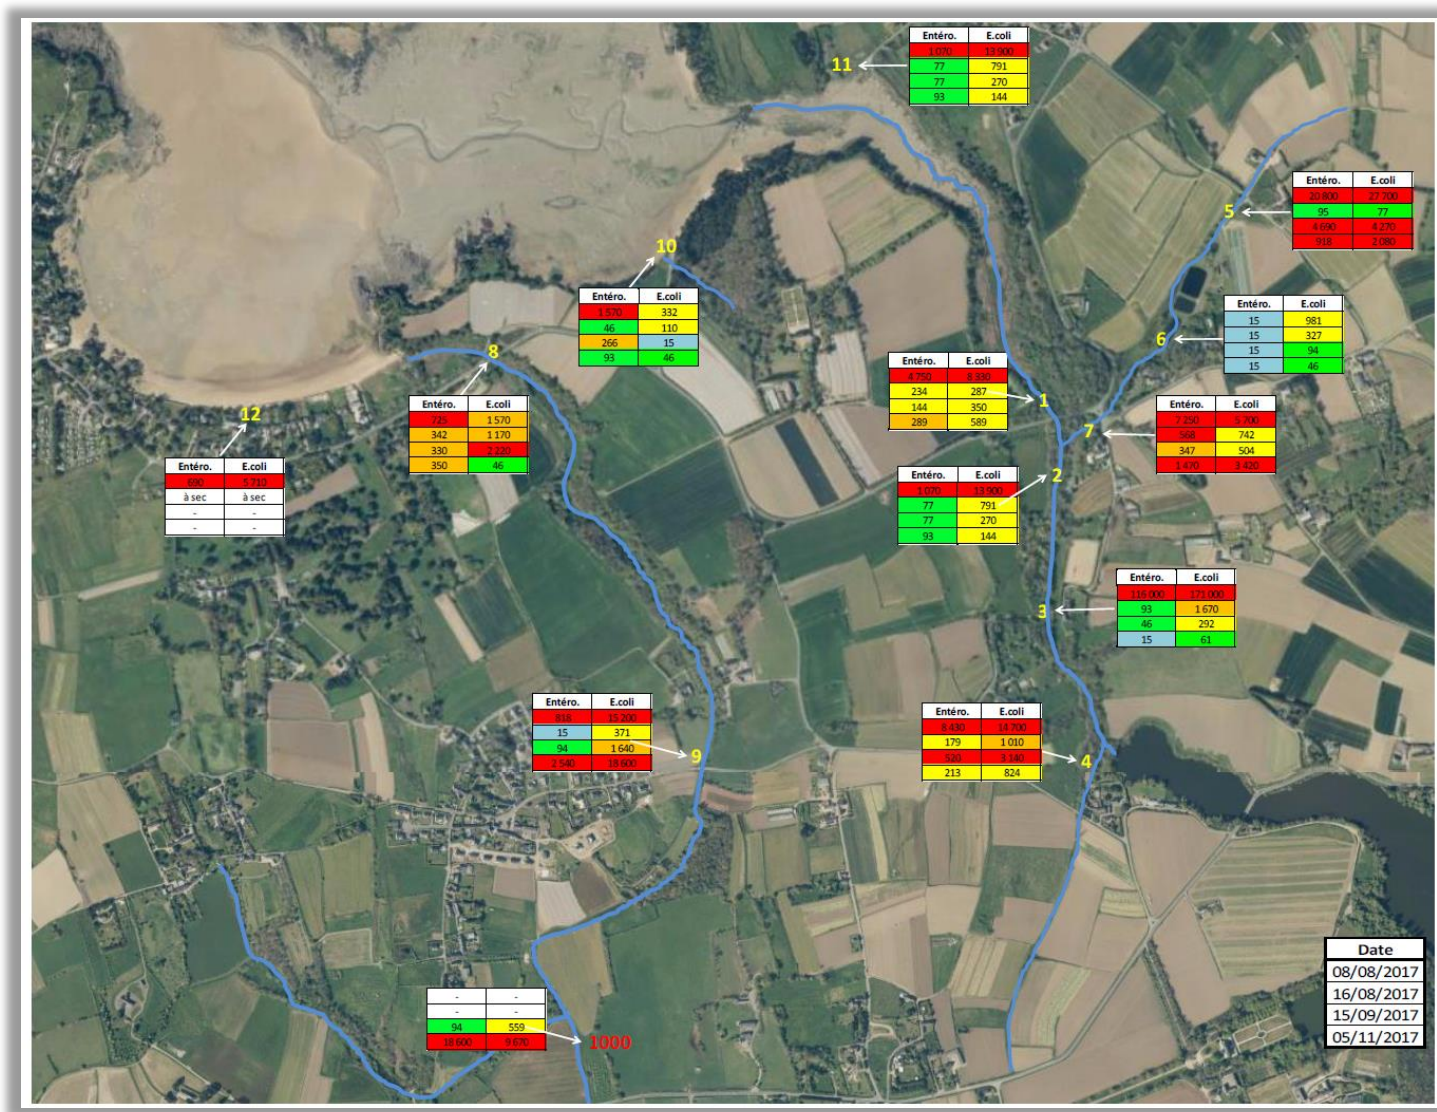 Entéro. E.coli
1 070 13 900
77 791
77 270
93 144
11
Entéro. E.coli
20 800 27 700
95 77
4 690 4 270
918 2 080
5
10
Entéro. E.coli
1 570 332
46 110
266 15
93 46
Entéro. E.coli
15 981
15 327
15 94
15 46
6
8
Entéro. E.coli
725 1 570
342 1 170
330 2 220
350 46
Entéro. E.coli
4 750 8 330
234 287
144 350
289 589
1
Entéro. E.coli
7 250 5 700
568 742
347 504
1 470 3 420
7
12
Entéro. E.coli
690 5 710
à sec à sec
- -
- -
Entéro. E.coli
1 070 13 900
77 791
77 270
93 144
2
Entéro. E.coli
116 000 171 000
93 1 670
46 292
15 61
3
Entéro. E.coli
818 15 200
15 371
94 1 640
2 540 18 600
9
Entéro. E.coli
8 430 14 700
179 1 010
520 3 140
213 824
4
- -
- -
94 559
18 600 9 670
1000
Date
08/08/2017
16/08/2017
15/09/2017
05/11/2017